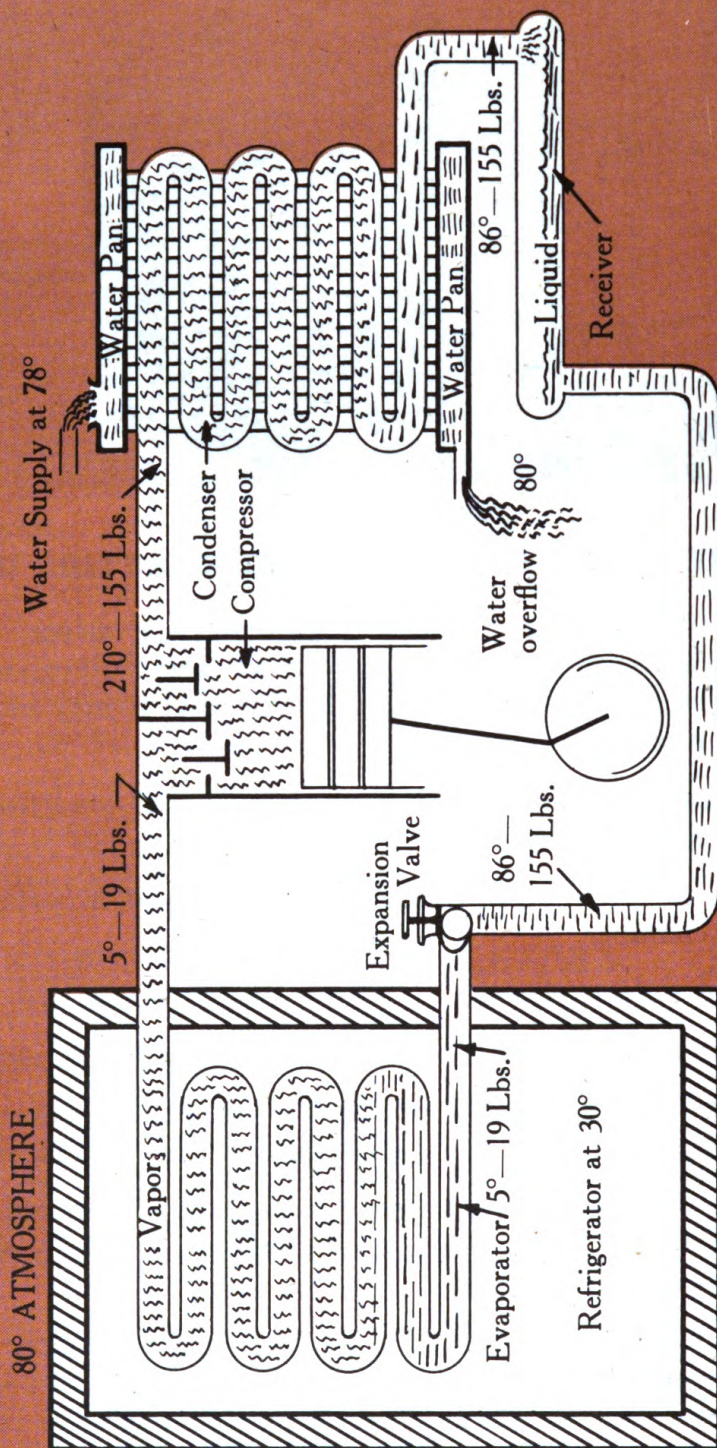 80° ATMOSPHERE
Water Supply at 78°
Water Pan
5°—19 Lbs.
210°—155 Lbs.
Vapor
Condenser
Compressor
86°—155 Lbs.
Expansion
Valve
Water Pan
Evaporator 5°—19 Lbs.
86°—
155 Lbs.
Water
overflow
80°
Liquid
Receiver
Refrigerator at 30°